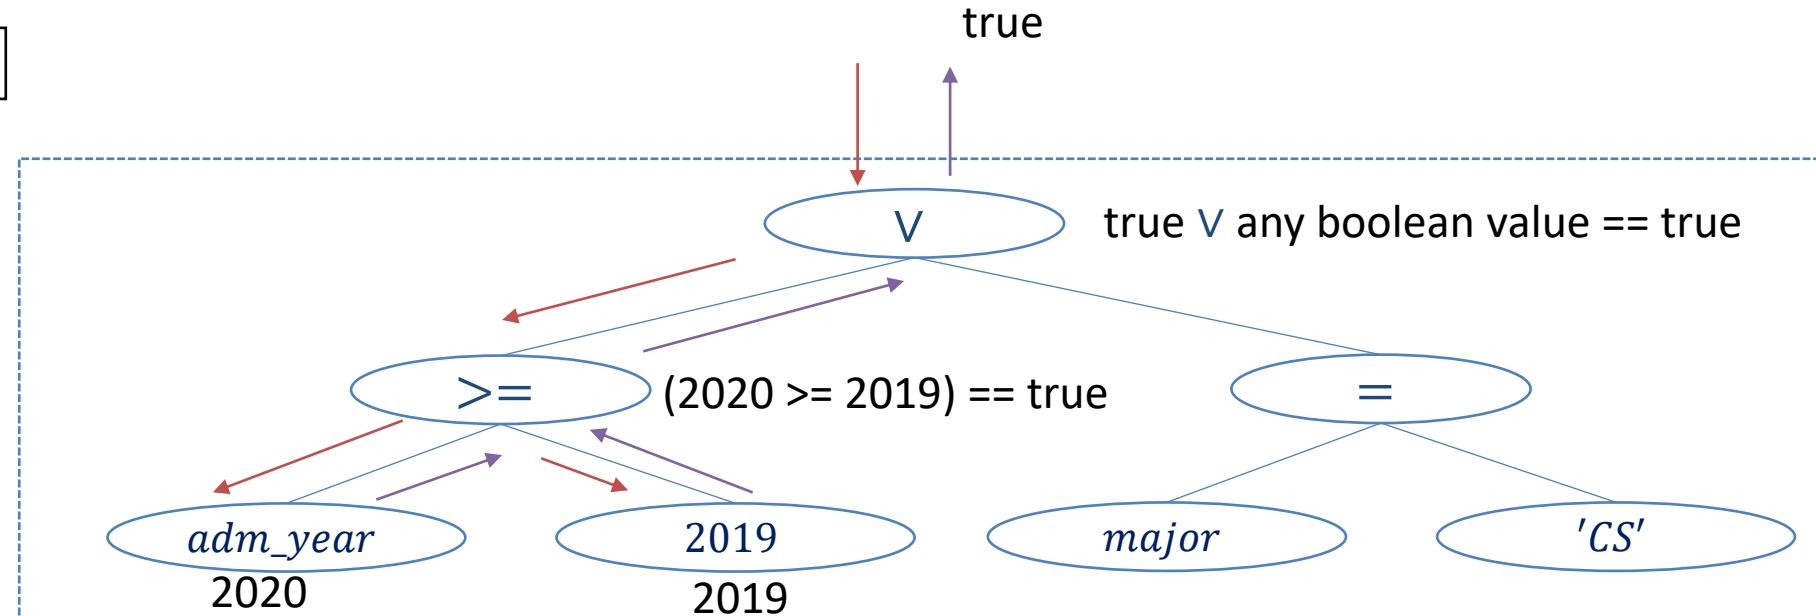 true
∨ true ∨ any boolean value == true
>= (2020 >= 2019) == true =
adm_year 2019 major 'CS'
2020 2019